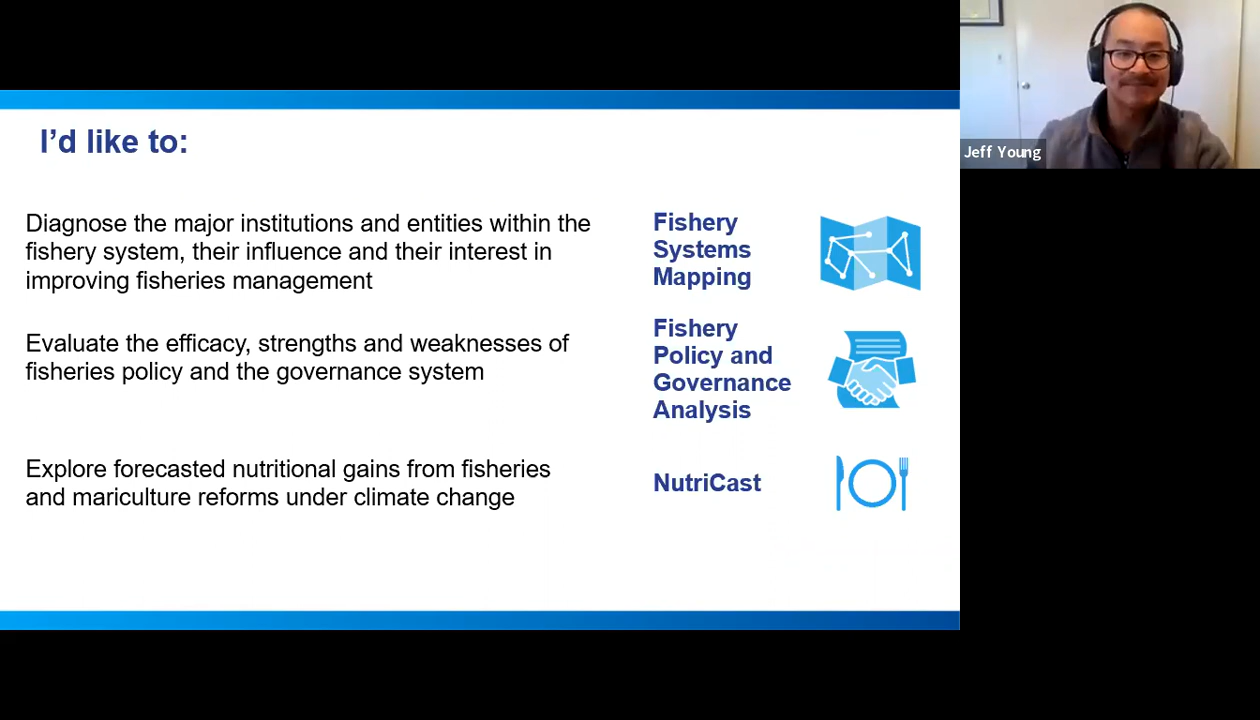 I’d like to:
Diagnose the major institutions and entities within the
fishery system, their influence and their interest in
improving fisheries management
Fishery
Systems
Mapping
Evaluate the efficacy, strengths and weaknesses of
fisheries policy and the governance system
Fishery
Policy and
Governance
Analysis
Explore forecasted nutritional gains from fisheries
and mariculture reforms under climate change
NutriCast
Jeff Young